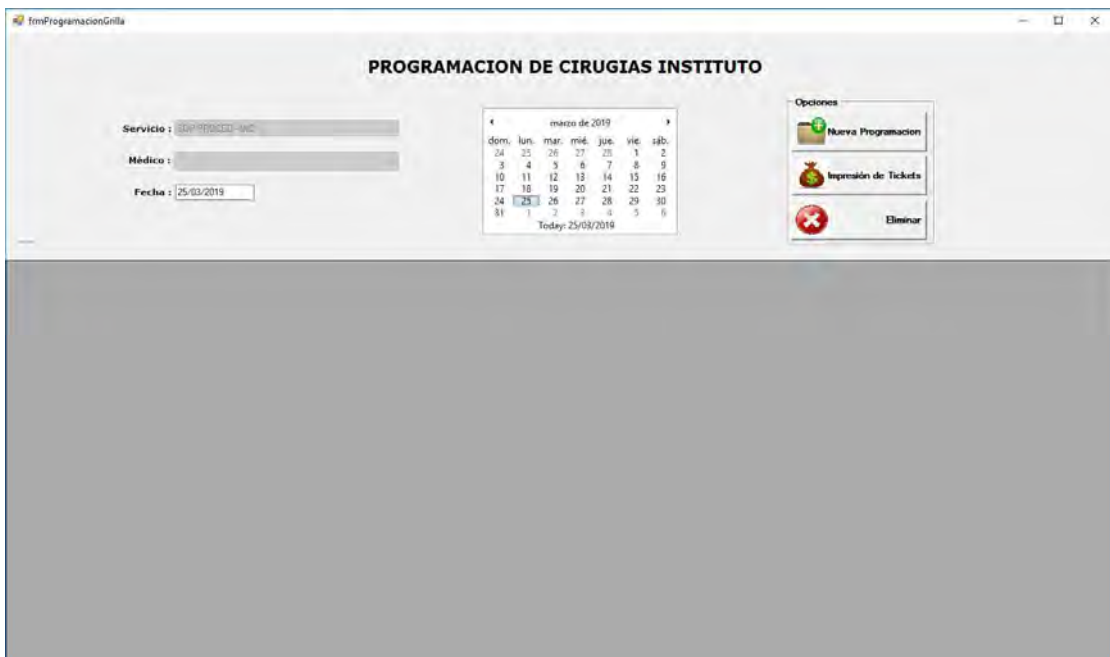 frmProgramacionGrilla
PROGRAMACION DE CIRUGIAS INSTITUTO
Servicio :
Médico :
Fecha : 25/03/2019
marzo de 2019
dom. lun. mar. mié. jue. vie. sáb.
24 25 26 27 28 1 2
3 4 5 6 7 8 9
10 11 12 13 14 15 16
17 18 19 20 21 22 23
24 25 26 27 28 29 30
31 1 2 3 4 5 6
Today: 25/03/2019
Opciones
Nueva Programacion
Impresión de Tickets
Eliminar